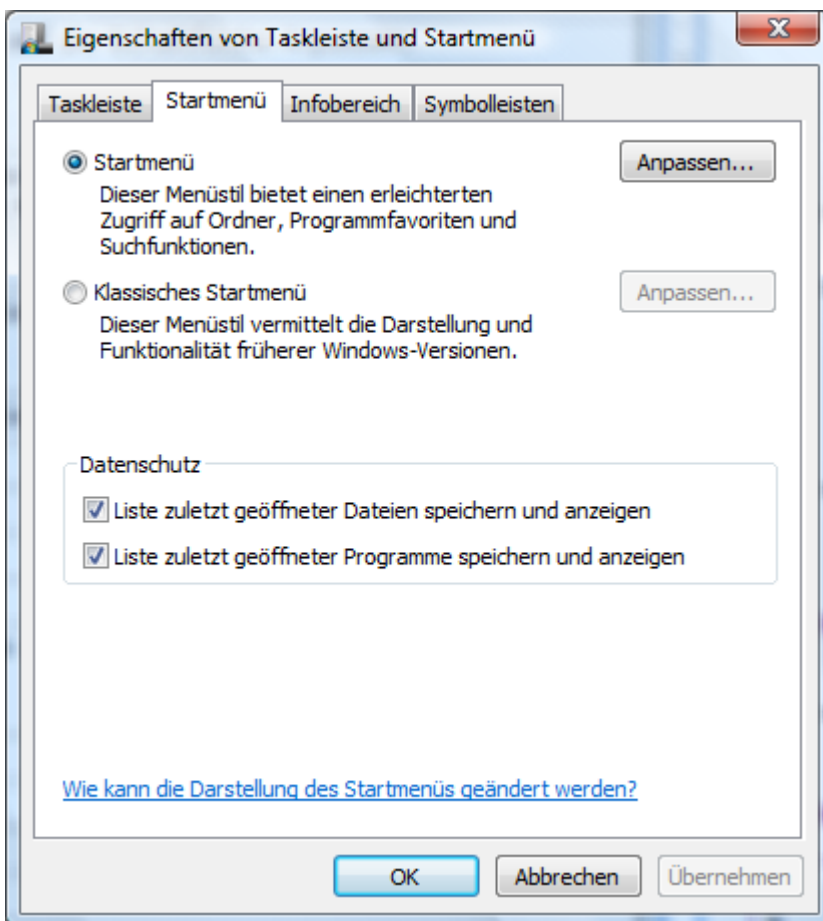 Eigenschaften von Taskleiste und Startmenü
Taskleiste Startmenü Infobereich Symbolleisten
Startmenü Anpassen...
Dieser Menüstil bietet einen erleichterten
Zugriff auf Ordner, Programmfavoriten und
Suchfunktionen.
Klassisches Startmenü Anpassen...
Dieser Menüstil vermittelt die Darstellung und
Funktionalität früherer Windows-Versionen.
Datenschutz
Liste zuletzt geöffneter Dateien speichern und anzeigen
Liste zuletzt geöffneter Programme speichern und anzeigen
Wie kann die Darstellung des Startmenüs geändert werden?
OK Abbrechen Übernehmen